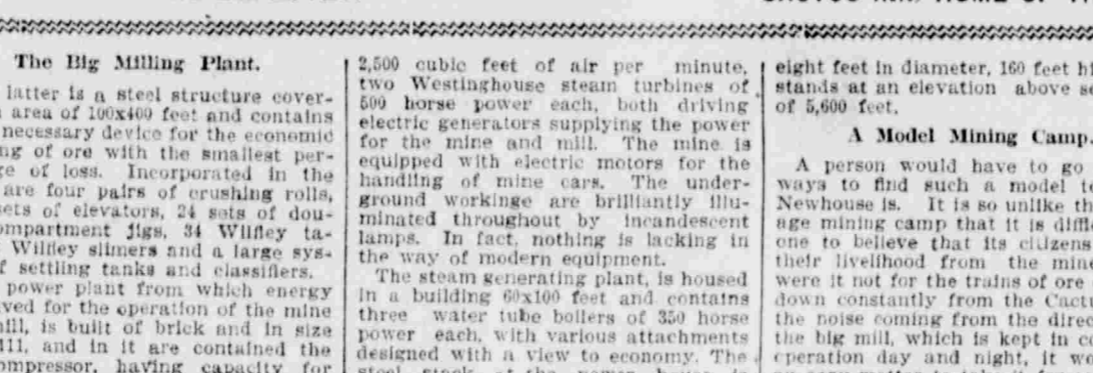 The Big Milling Plant.
latter is a steel structure cover-
area of 100x400 feet and contains
necessary device for the economic
ng of ore with the smallest per-
ge of loss. Incorporated in the
are four pairs of crushing rolls,
sets of elevators, 24 sets of dou-
ompartment jigs, 34 Wilfley ta-
Wilfley slimers and a large sys-
f settling tanks and classifiers.
power plant from which energy
ved for the operation of the mine
ill, is built of brick and in size
111, and in it are contained the
ompressor, having capacity for
2,500 cubic feet of air per minute,
two Westinghouse steam turbines of
500 horse power each, both driving
electric generators supplying the power
for the mine and mill. The mine is
equipped with electric motors for the
handling of mine cars. The under-
ground workinge are brilliantly illu-
minated throughout by incandescent
lamps. In fact, nothing is lacking in
the way of modern equipment.
The steam generating plant, is housed
in a building 60x100 feet and contains
three water tube boilers of 350 horse
power each, with various attachments
designed with a view to economy. The
eight feet in diameter, 160 feet hi
stands at an elevation above se
of 5,600 feet.
A Model Mining Camp.
A person would have to go
ways to find such a model to
Newhouse is. It is so unlike th
age mining camp that it is diffi
one to believe that its citizens
their livelihood from the mine
were it not for the trains of ore
down constantly from the Cactu
the noise coming from the direc
the big mill, which is kept in co
operation day and night, it wo